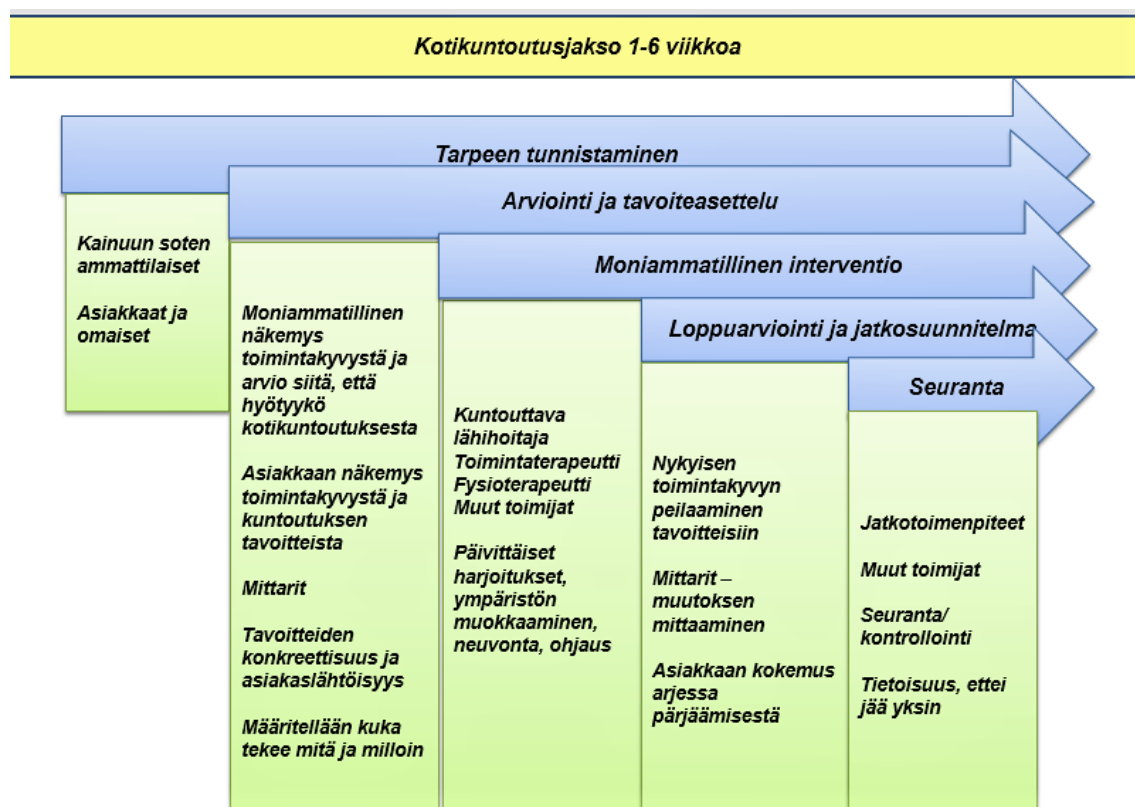 Kotikuntoutusjakso 1-6 viikkoa
Tarpeen tunnistaminen
Kainuun soten
ammattilaiset
Asiakkaat ja
omaiset
Arviointi ja tavoiteasettelu
Moniammatillinen
näkemys
toimintakyvystä ja
arvio siitä, että
hyötyykö
kotikuntoutuksesta
Asiakkaan näkemys
toimintakyvystä ja
kuntoutuksen
tavoitteista
Mittarit
Tavoitteiden
konkreettisuus ja
asiakaslähtöisyys
Määritellään kuka
tekee mitä ja milloin
Moniammatillinen interventio
Kuntouttava
lähihoitaja
Toimintaterapeutti
Fysioterapeutti
Muut toimijat
Päivittäiset
harjoitukset,
ympäristön
muokkaaminen,
neuvonta, ohjaus
Loppuarviointi ja jatkosuunnitelma
Nykyisen
toimintakyvyn
peilaaminen
tavoitteisiin
Mittarit –
muutoksen
mittaaminen
Asiakkaan kokemus
arjessa
pärjäämisestä
Seuranta
Jatkotoimenpiteet
Muut toimijat
Seuranta/
kontrollointi
Tietoisuus, ettei
jää yksin